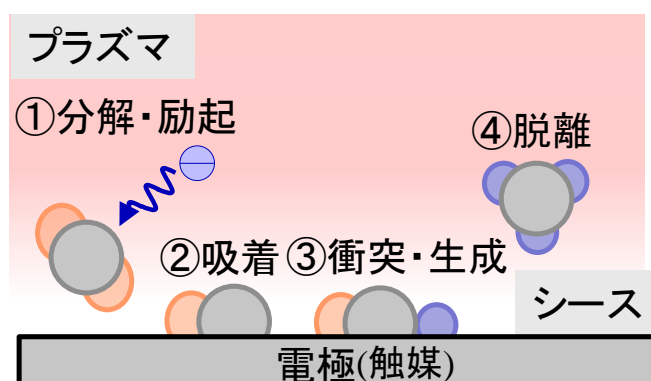 プラズマ
①分解・励起
④脱離
②吸着
③衝突・生成
シース
電極(触媒)